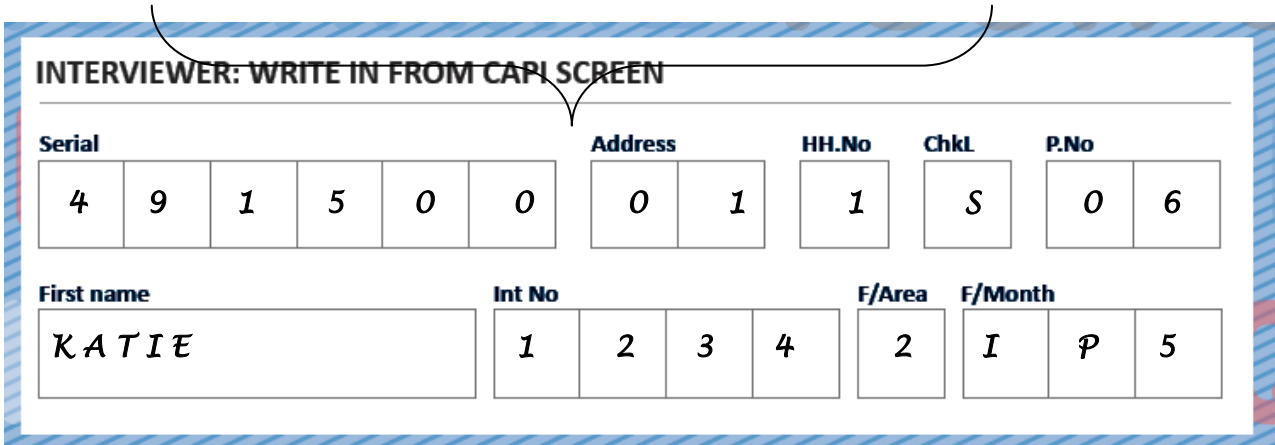 INTERVIEWER: WRITE IN FROM CAPI SCREEN
Serial Address HH.No ChkL P.No
4 9 1 5 0 0 0 1 1 S 0 6
First name Int No F/Area F/Month
KATIE 1 2 3 4 2 I P 5